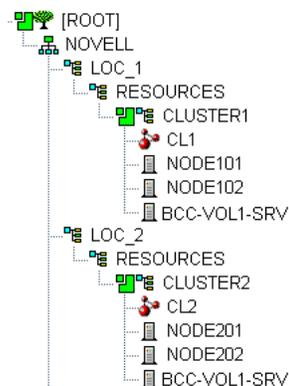 [ROOT]
NOVELL
LOC_1
RESOURCES
CLUSTER1
CL1
NODE101
NODE102
BCC-VOL1-SRV
LOC_2
RESOURCES
CLUSTER2
CL2
NODE201
NODE202
BCC-VOL1-SRV